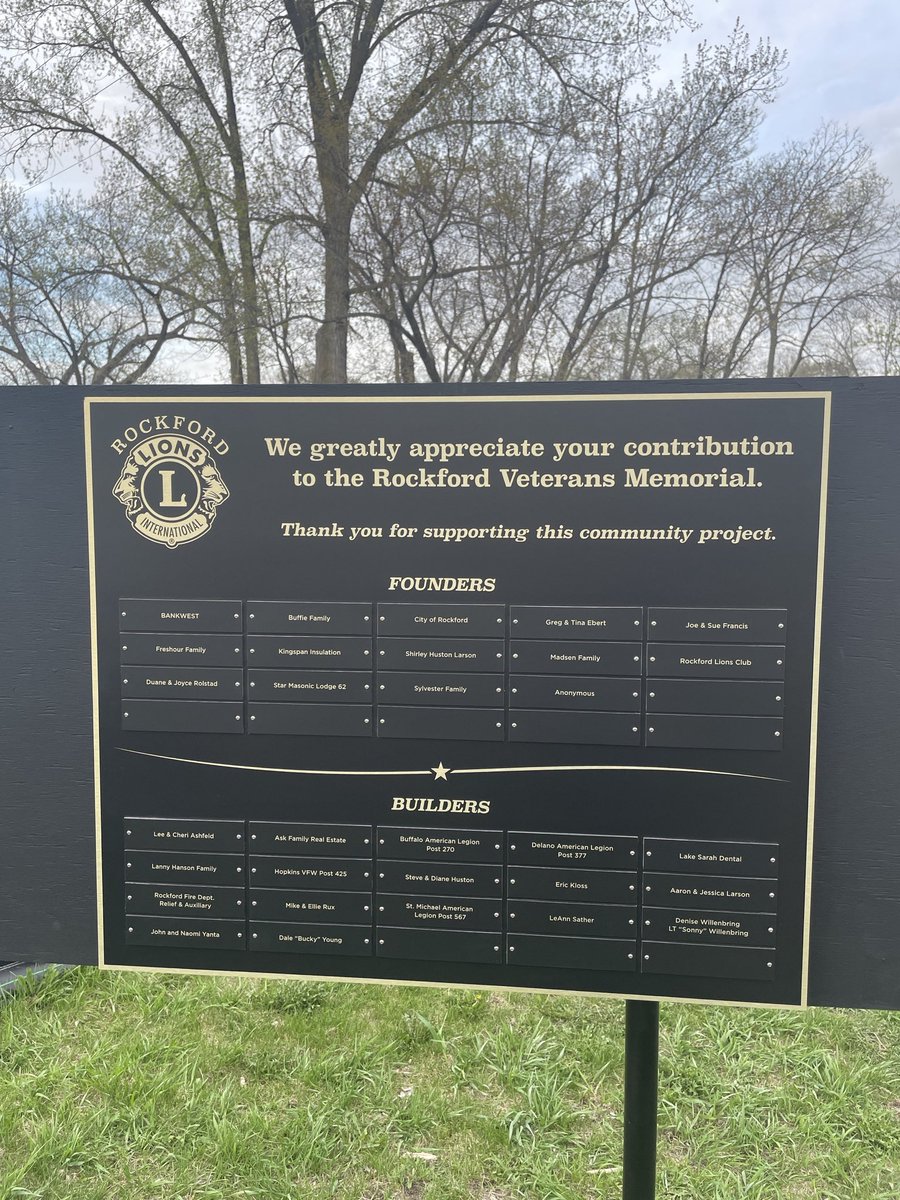 ROCKFORD
LIONS
L
INTERNATIONAL
®
We greatly appreciate your contribution
to the Rockford Veterans Memorial.
Thank you for supporting this community project.
FOUNDERS
BANKWEST
Buffie Family
City of Rockford
Greg & Tina Ebert
Joe & Sue Francis
Freshour Family
Kingspan Insulation
Shirley Huston Larson
Madsen Family
Rockford Lions Club
Duane & Joyce Rolstad
Star Masonic Lodge 62
Sylvester Family
Anonymous
BUILDERS
Lee & Cheri Ashfeld
Ask Family Real Estate
Buffalo American Legion
Post 270
Delano American Legion
Post 377
Lake Sarah Dental
Lanny Hanson Family
Hopkins VFW Post 425
Steve & Diane Huston
Eric Kloss
Aaron & Jessica Larson
Rockford Fire Dept.
Relief & Auxiliary
Mike & Ellie Rux
St. Michael American
Legion Post 567
LeAnn Sather
Denise Willenbring
LT "Sonny" Willenbring
John and Naomi Yanta
Dale "Bucky" Young